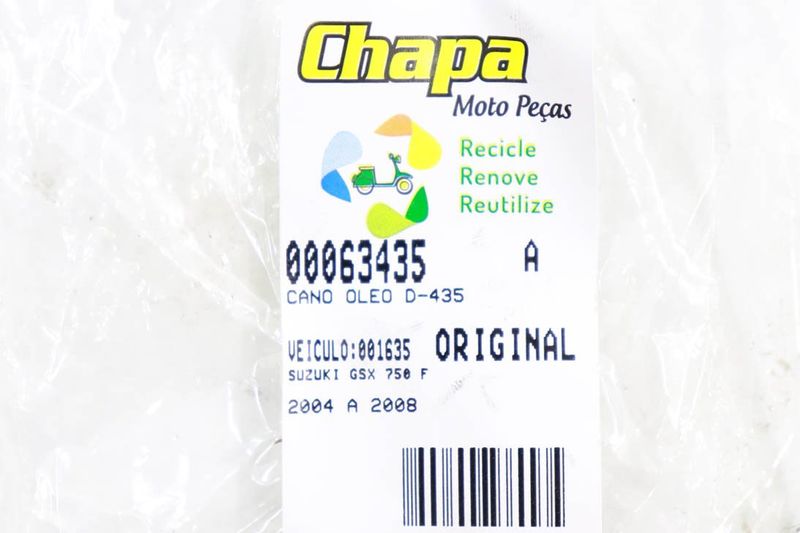 Chapa
Moto Peças
Recicle
Renove
Reutilize
00063435 A
CANO OLEO D-435
VEICULO:001635 ORIGINAL
SUZUKI GSX 750 F
2004 A 2008